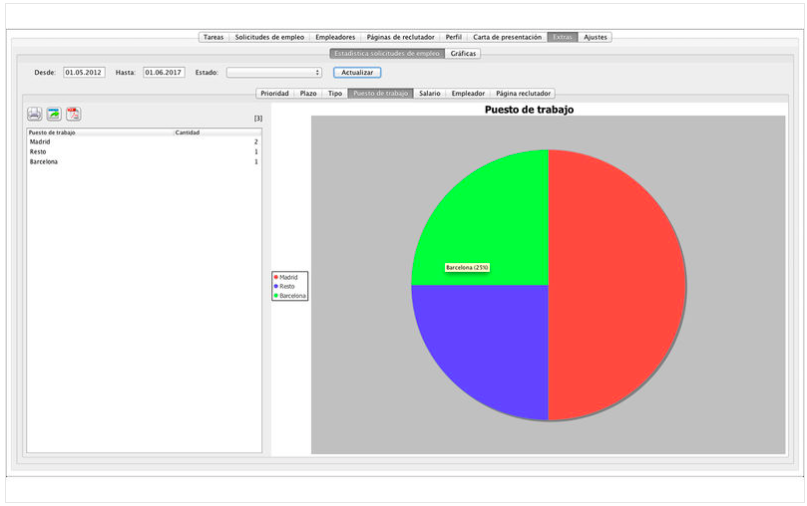 Tareas Solicitudes de empleo Empleadores Páginas de reclutador Perfil Carta de presentación Extras Ajustes
Estadística solicitudes de empleo Gráficas
Desde: 01.05.2012 Hasta: 01.06.2017 Estado: Actualizar
Prioridad Plazo Tipo Puesto de trabajo Salario Empleador Página reclutador
[3]
Puesto de trabajo Cantidad
Madrid 2
Resto 1
Barcelona 1
Puesto de trabajo
Barcelona (25%)
Madrid
Resto
Barcelona